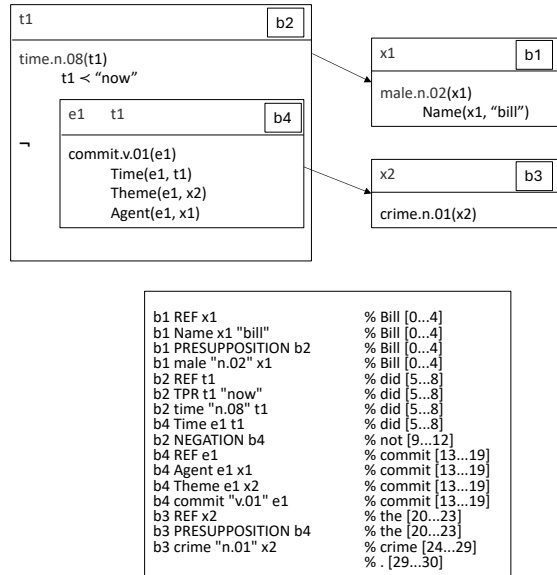 t1 b2
time.n.08(t1)
t1 ≺ “now”
e1 t1 b4
¬
commit.v.01(e1)
Time(e1, t1)
Theme(e1, x2)
Agent(e1, x1)
x1 b1
male.n.02(x1)
Name(x1, “bill”)
x2 b3
crime.n.01(x2)
b1 REF x1 % Bill [0...4]
b1 Name x1 "bill" % Bill [0...4]
b1 PRESUPPOSITION b2 % Bill [0...4]
b1 male "n.02" x1 % Bill [0...4]
b2 REF t1 % did [5...8]
b2 TPR t1 "now" % did [5...8]
b2 time "n.08" t1 % did [5...8]
b4 Time e1 t1 % did [5...8]
b2 NEGATION b4 % not [9...12]
b4 REF e1 % commit [13...19]
b4 Agent e1 x1 % commit [13...19]
b4 Theme e1 x2 % commit [13...19]
b4 commit "v.01" e1 % commit [13...19]
b3 REF x2 % the [20...23]
b3 PRESUPPOSITION b4 % the [20...23]
b3 crime "n.01" x2 % crime [24...29]
% . [29...30]